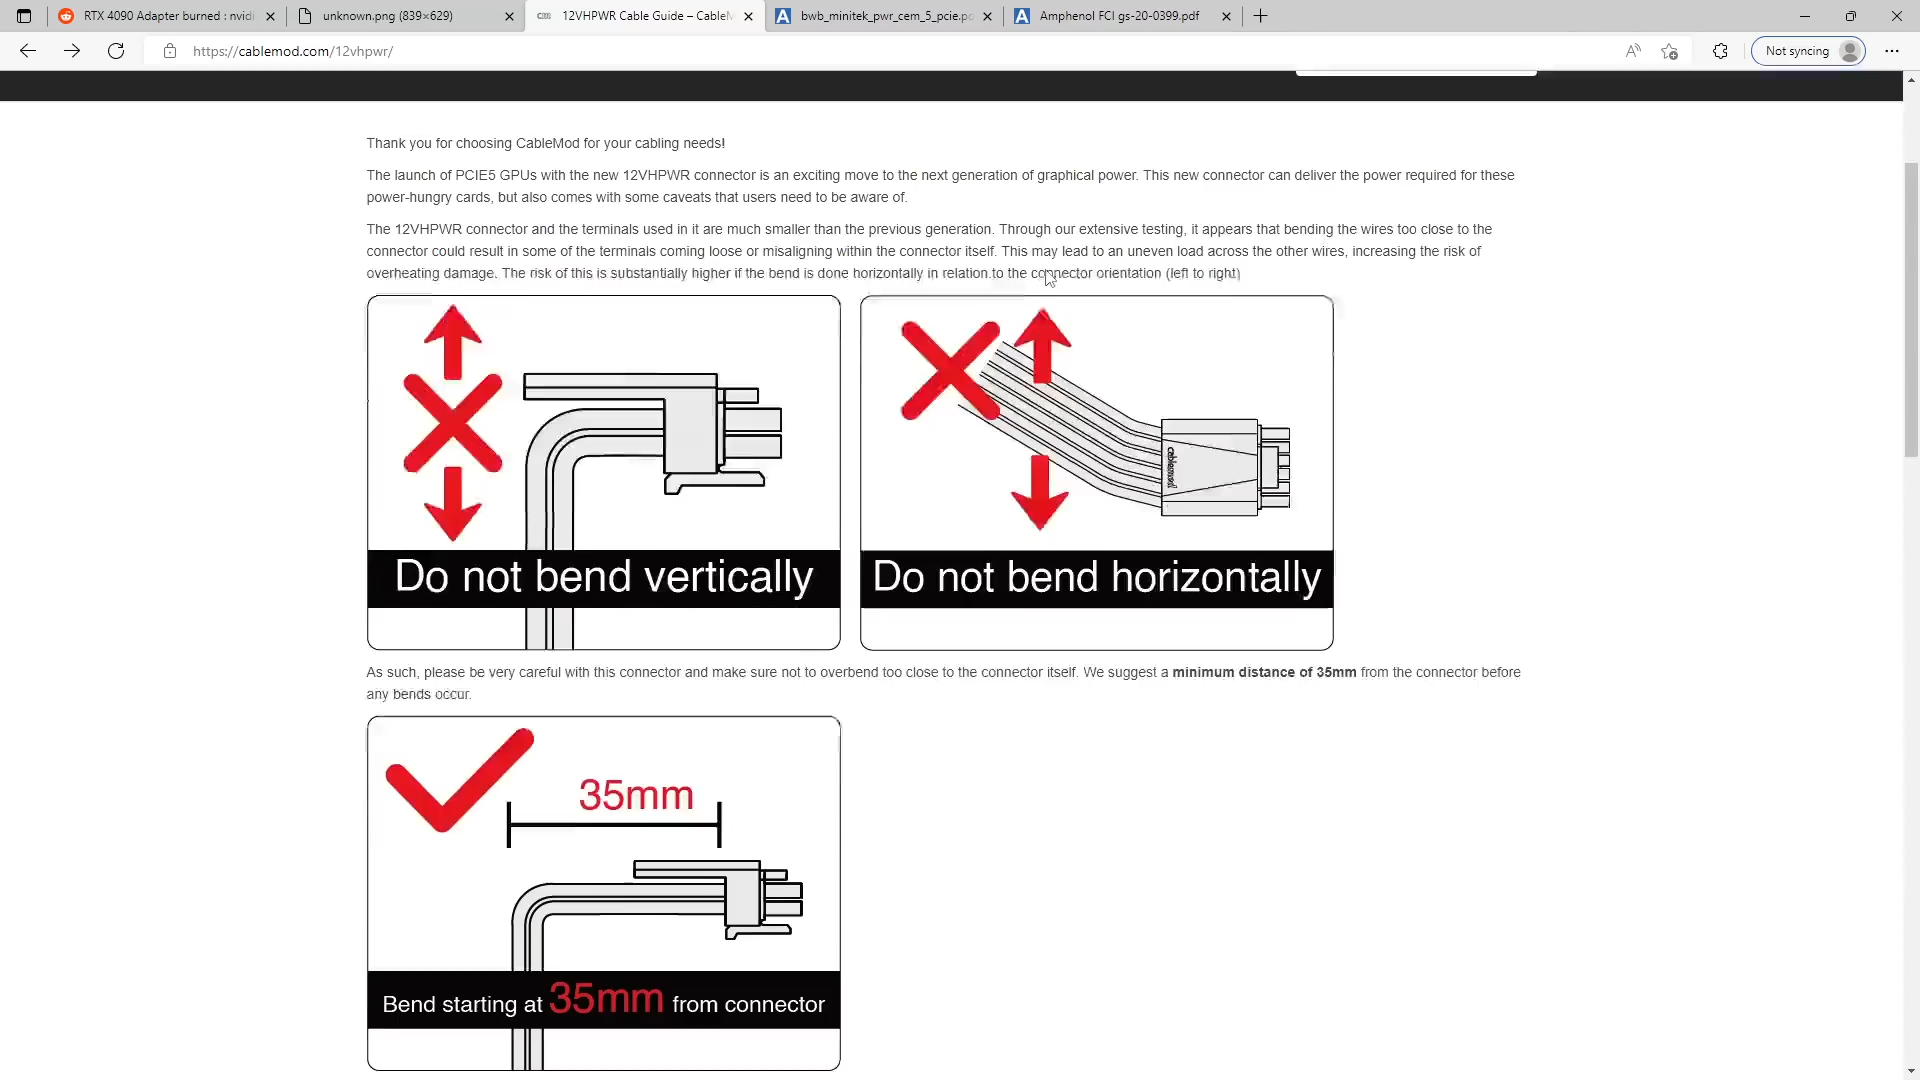 RTX 4090 Adapter burned : nvidi
unknown.png (839×629)
12VHPWR Cable Guide – CableM
bwb_minitek_pwr_cem_5_pcie.pd
Amphenol FCI gs-20-0399.pdf
https://cablemod.com/12vhpwr/
Not syncing
Thank you for choosing CableMod for your cabling needs!
The launch of PCIE5 GPUs with the new 12VHPWR connector is an exciting move to the next generation of graphical power. This new connector can deliver the power required for these
power-hungry cards, but also comes with some caveats that users need to be aware of.
The 12VHPWR connector and the terminals used in it are much smaller than the previous generation. Through our extensive testing, it appears that bending the wires too close to the
connector could result in some of the terminals coming loose or misaligning within the connector itself. This may lead to an uneven load across the other wires, increasing the risk of
overheating damage. The risk of this is substantially higher if the bend is done horizontally in relation to the connector orientation (left to right)
cablemod
Do not bend vertically
Do not bend horizontally
As such, please be very careful with this connector and make sure not to overbend too close to the connector itself. We suggest a minimum distance of 35mm from the connector before
any bends occur.
35mm
Bend starting at 35mm from connector